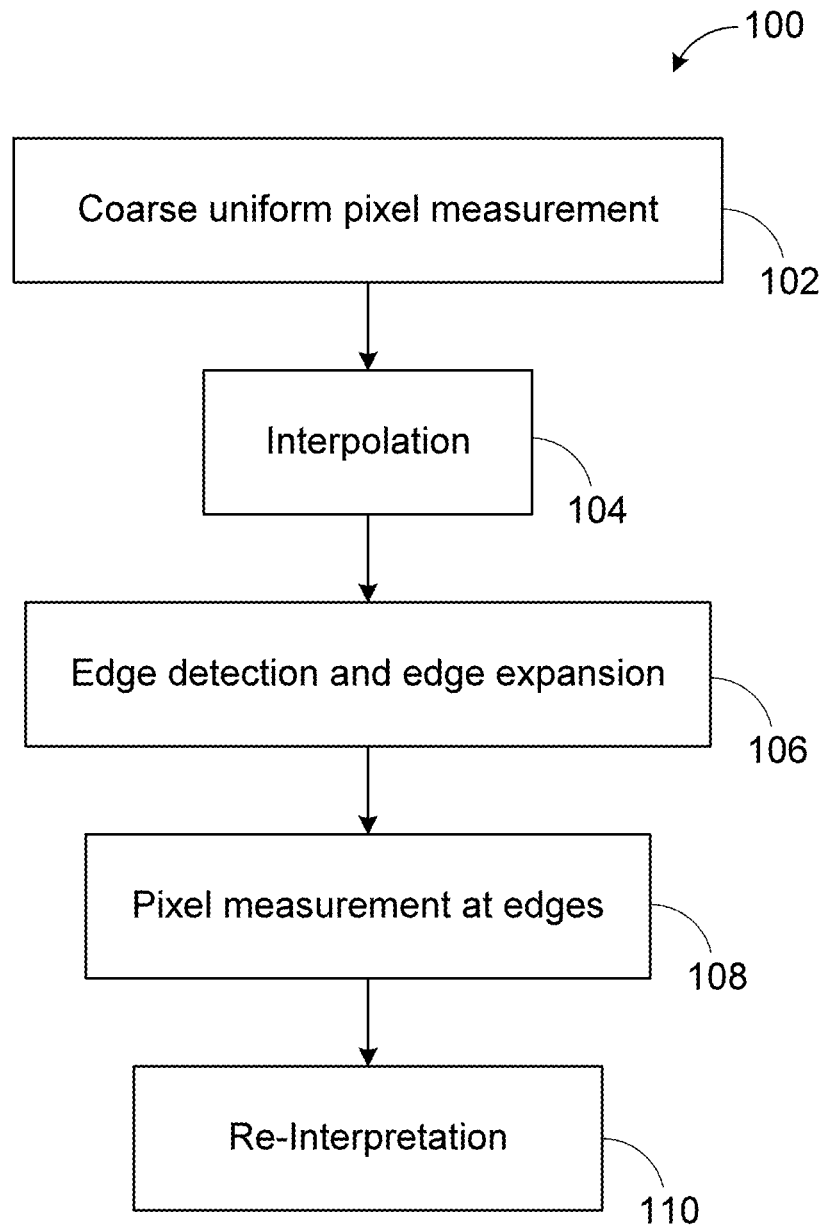 100
Coarse uniform pixel measurement
102
Interpolation
104
Edge detection and edge expansion
106
Pixel measurement at edges
108
Re-Interpretation
110